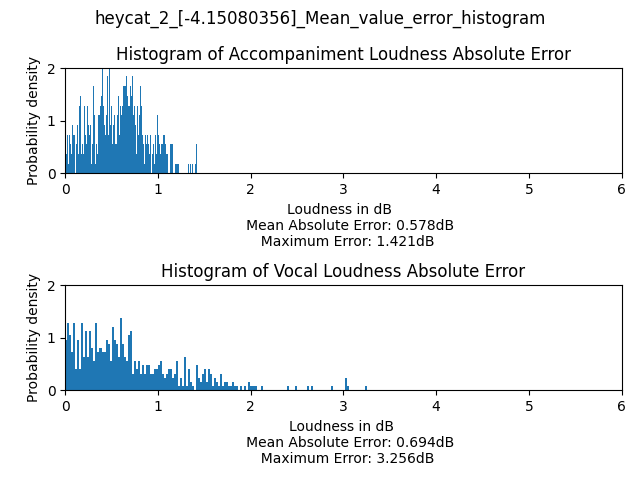 heycat_2_[-4.15080356]_Mean_value_error_histogram
Histogram of Accompaniment Loudness Absolute Error
Probability density
2
1
0
0 1 2 3 4 5 6
Loudness in dB
Mean Absolute Error: 0.578dB
Maximum Error: 1.421dB
Histogram of Vocal Loudness Absolute Error
Probability density
2
1
0
0 1 2 3 4 5 6
Loudness in dB
Mean Absolute Error: 0.694dB
Maximum Error: 3.256dB